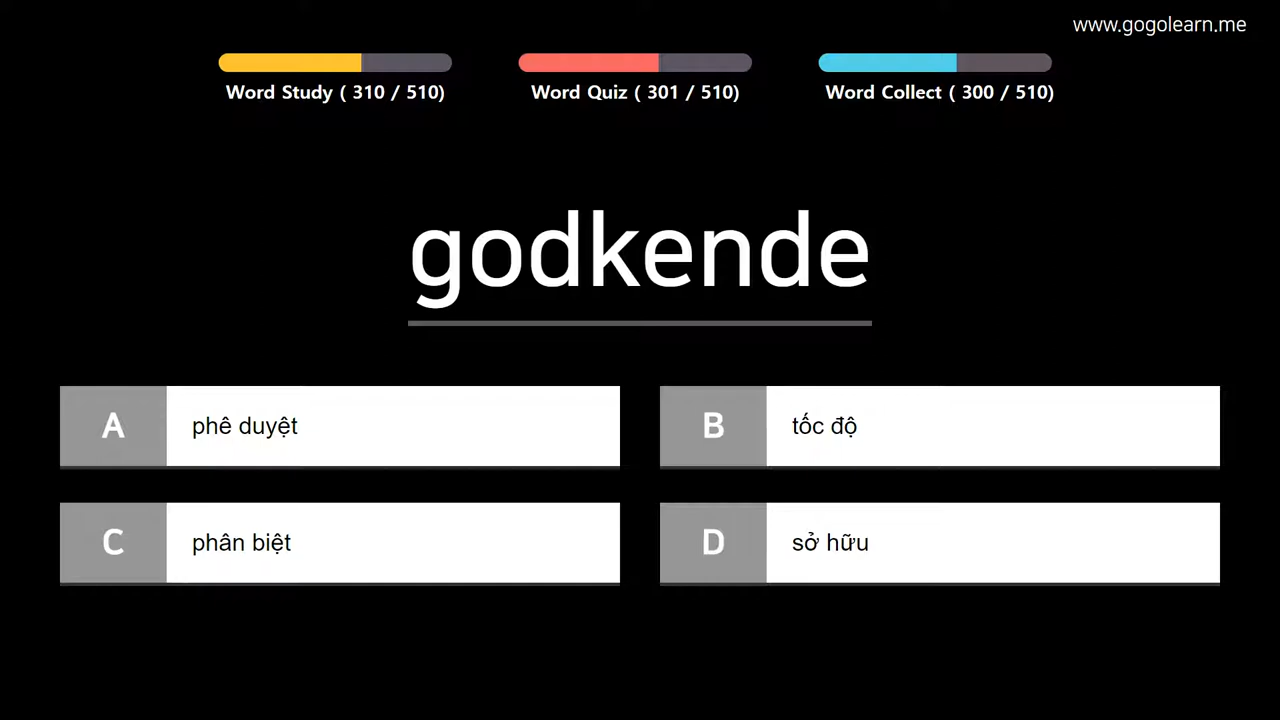 www.gogolearn.me
Word Study ( 310 / 510)
Word Quiz ( 301 / 510)
Word Collect ( 300 / 510)
godkende
A phê duyệt
B tốc độ
C phân biệt
D sở hữu